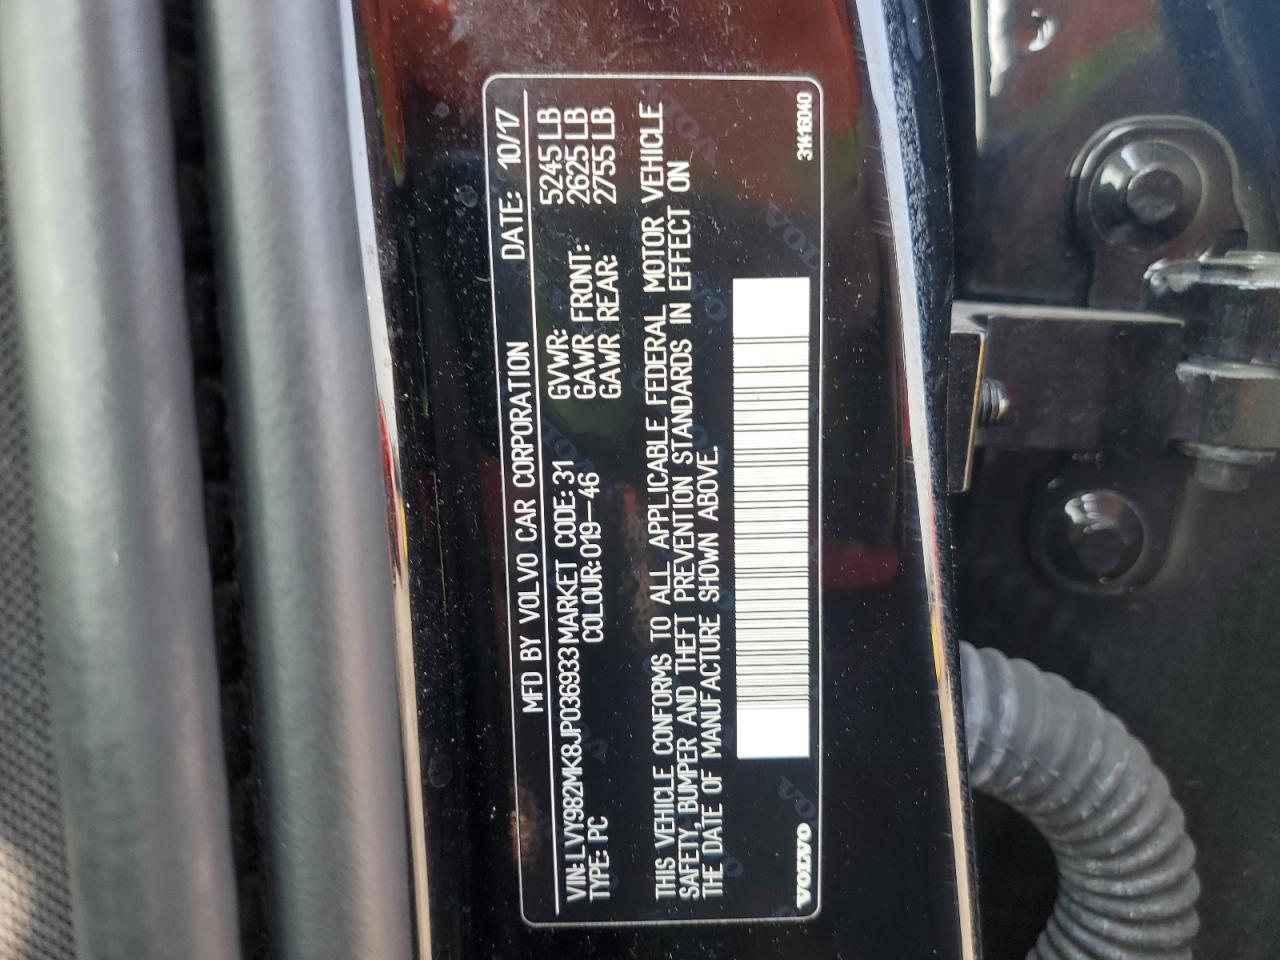 MFD BY VOLVO CAR CORPORATION DATE: 10/17
VIN:LVY982MK8JP036933 MARKET CODE:31 GVWR: 5245 LB
TYPE: PC COLOUR:019-46 GAWR FRONT: 2625 LB
GAWR REAR: 2755 LB
THIS VEHICLE CONFORMS TO ALL APPLICABLE FEDERAL MOTOR VEHICLE
SAFETY, BUMPER AND THEFT PREVENTION STANDARDS IN EFFECT ON
THE DATE OF MANUFACTURE SHOWN ABOVE.
VOLVO 31416040